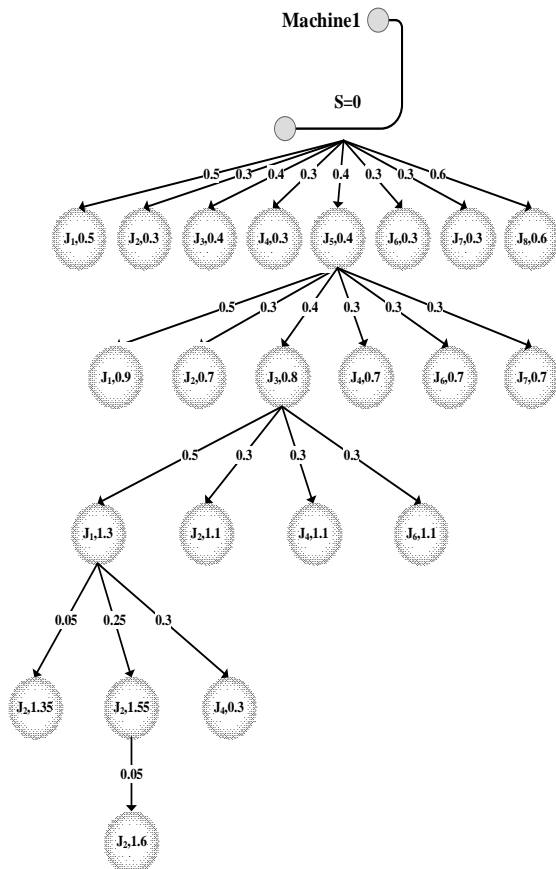 Machine1
S=0
0.5 0.3 0.4 0.3 0.4 0.3 0.3 0.6
J1,0.5 J2,0.3 J3,0.4 J4,0.3 J5,0.4 J6,0.3 J7,0.3 J8,0.6
0.5 0.3 0.4 0.3 0.3 0.3
J1,0.9 J2,0.7 J3,0.8 J4,0.7 J6,0.7 J7,0.7
0.5 0.3 0.3 0.3
J1,1.3 J2,1.1 J4,1.1 J6,1.1
0.05 0.25 0.3
J2,1.35 J2,1.55 J4,0.3
0.05
J2,1.6